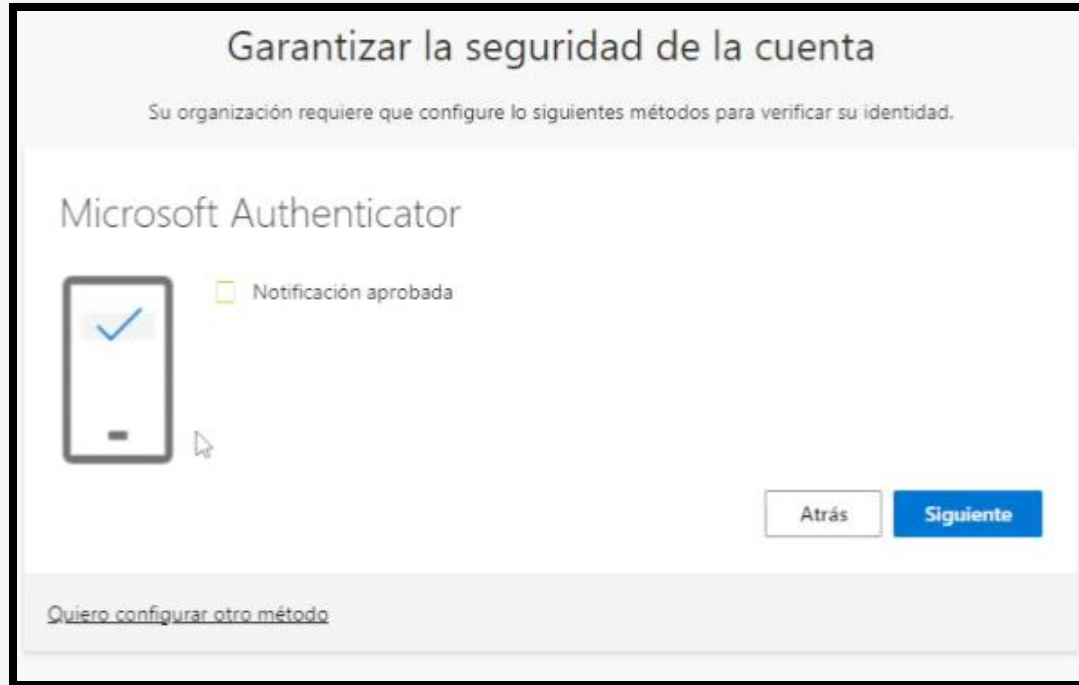 Garantizar la seguridad de la cuenta
Su organización requiere que configure lo siguientes métodos para verificar su identidad.
Microsoft Authenticator
Notificación aprobada
Atrás
Siguiente
Quiero configurar otro método